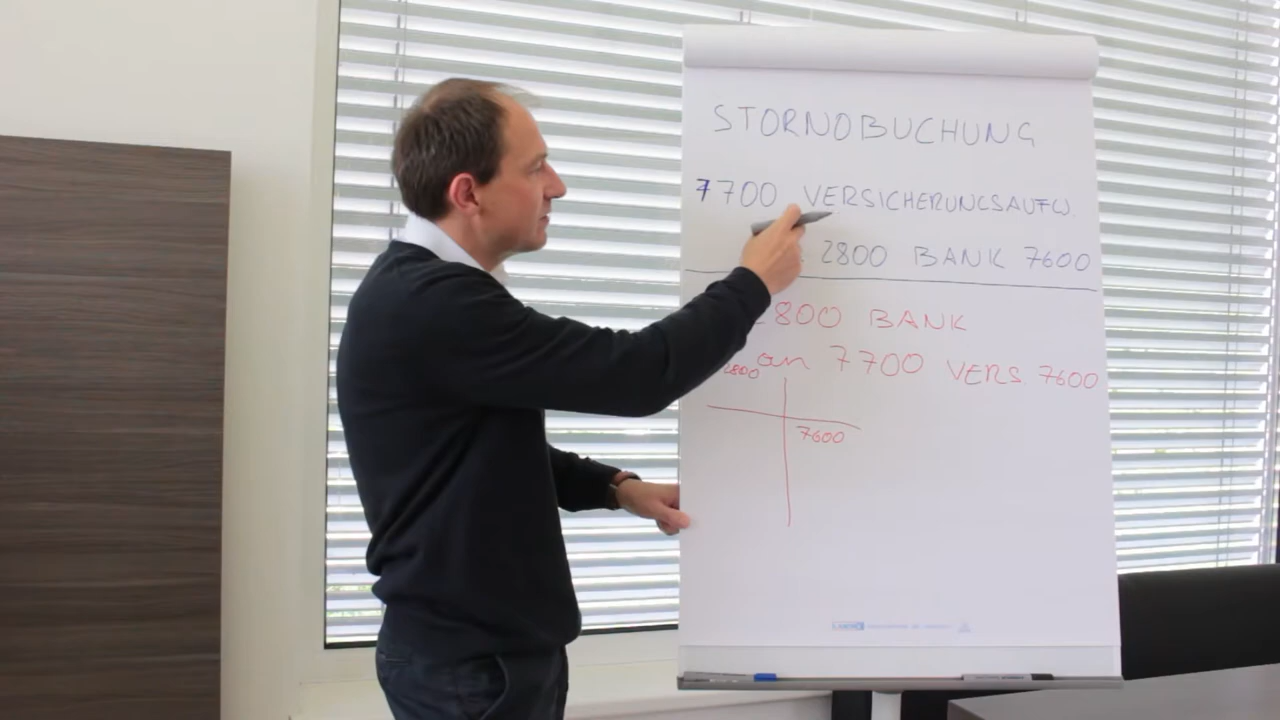 STORNOBUCHUNG
7700 VERSICHERUNGSAUFW.
2800 BANK 7600
2800 BANK
an 7700 VERS. 7600
2800
7600